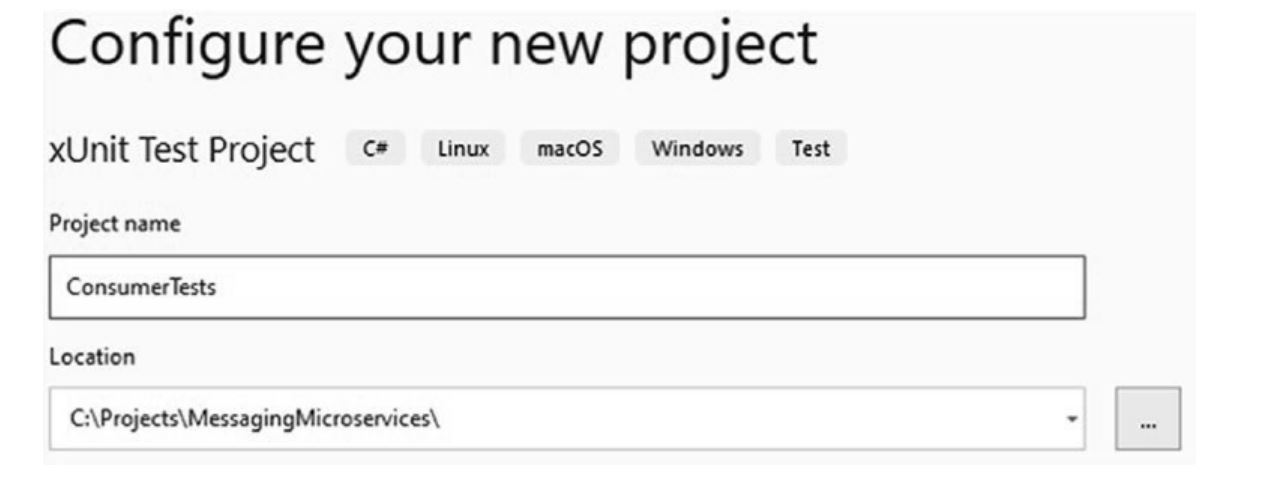 Configure your new project
xUnit Test Project C# Linux macOS Windows Test
Project name
ConsumerTests
Location
C:\Projects\MessagingMicroservices\
...